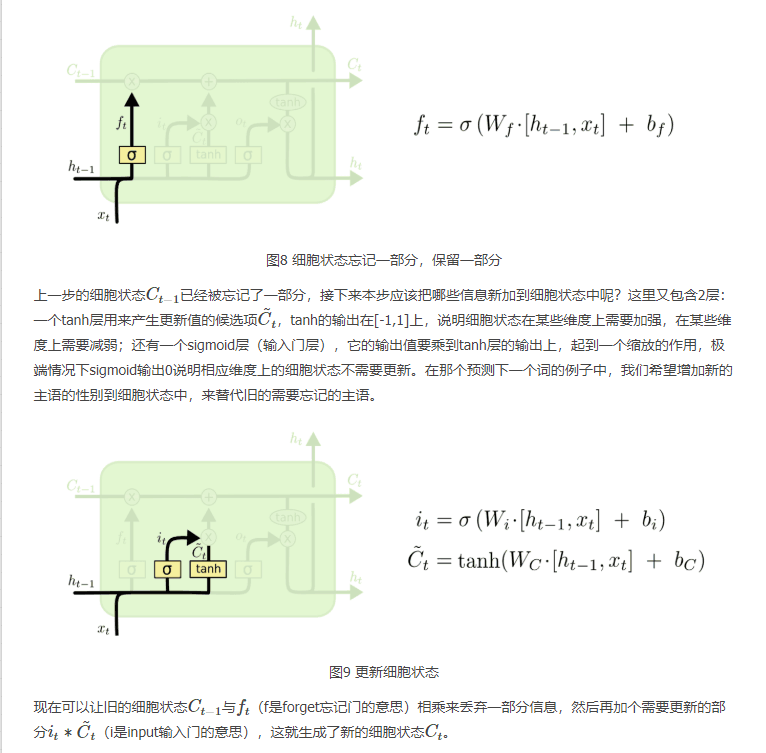 h_t
C_{t-1}
C_t
×
+
tanh
f_t
i_t
×
o_t
×
C̃_t
σ
σ
tanh
σ
h_{t-1}
h_t
x_t
f_t = σ (W_f·[h_{t-1}, x_t] + b_f)
图8 细胞状态忘记一部分，保留一部分
上一步的细胞状态C_{t-1}已经被忘记了一部分，接下来本步应该把哪些信息新加到细胞状态中呢？这里又包含2层：
一个tanh层用来产生更新值的候选项C̃_t，tanh的输出在[-1,1]上，说明细胞状态在某些维度上需要加强，在某些维
度上需要减弱；还有一个sigmoid层（输入门层），它的输出值要乘到tanh层的输出上，起到一个缩放的作用，极
端情况下sigmoid输出0说明相应维度上的细胞状态不需要更新。在那个预测下一个词的例子中，我们希望增加新的
主语的性别到细胞状态中，来替代旧的需要忘记的主语。
h_t
C_{t-1}
C_t
×
+
tanh
f_t
i_t
×
o_t
×
C̃_t
σ
σ
tanh
σ
h_{t-1}
h_t
x_t
i_t = σ (W_i·[h_{t-1}, x_t] + b_i)
C̃_t = tanh(W_C·[h_{t-1}, x_t] + b_C)
图9 更新细胞状态
现在可以让旧的细胞状态C_{t-1}与f_t（f是forget忘记门的意思）相乘来丢弃一部分信息，然后再加个需要更新的部
分i_t * C̃_t（i是input输入门的意思），这就生成了新的细胞状态C_t。